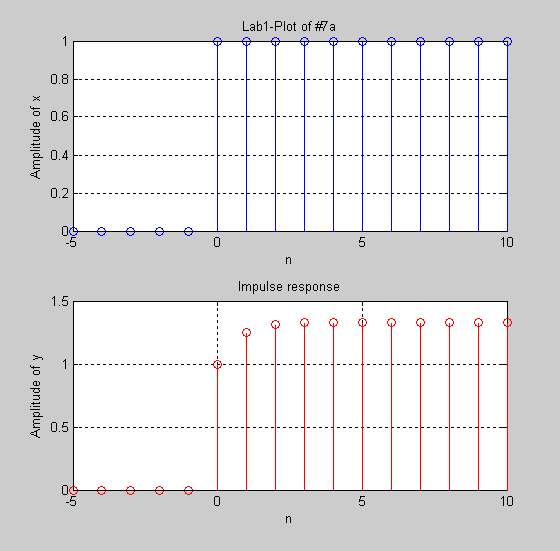 Lab1-Plot of #7a
1
0.8
0.6
0.4
0.2
0
Amplitude of x
-5 0 5 10
n
Impulse response
1.5
1
0.5
0
Amplitude of y
-5 0 5 10
n